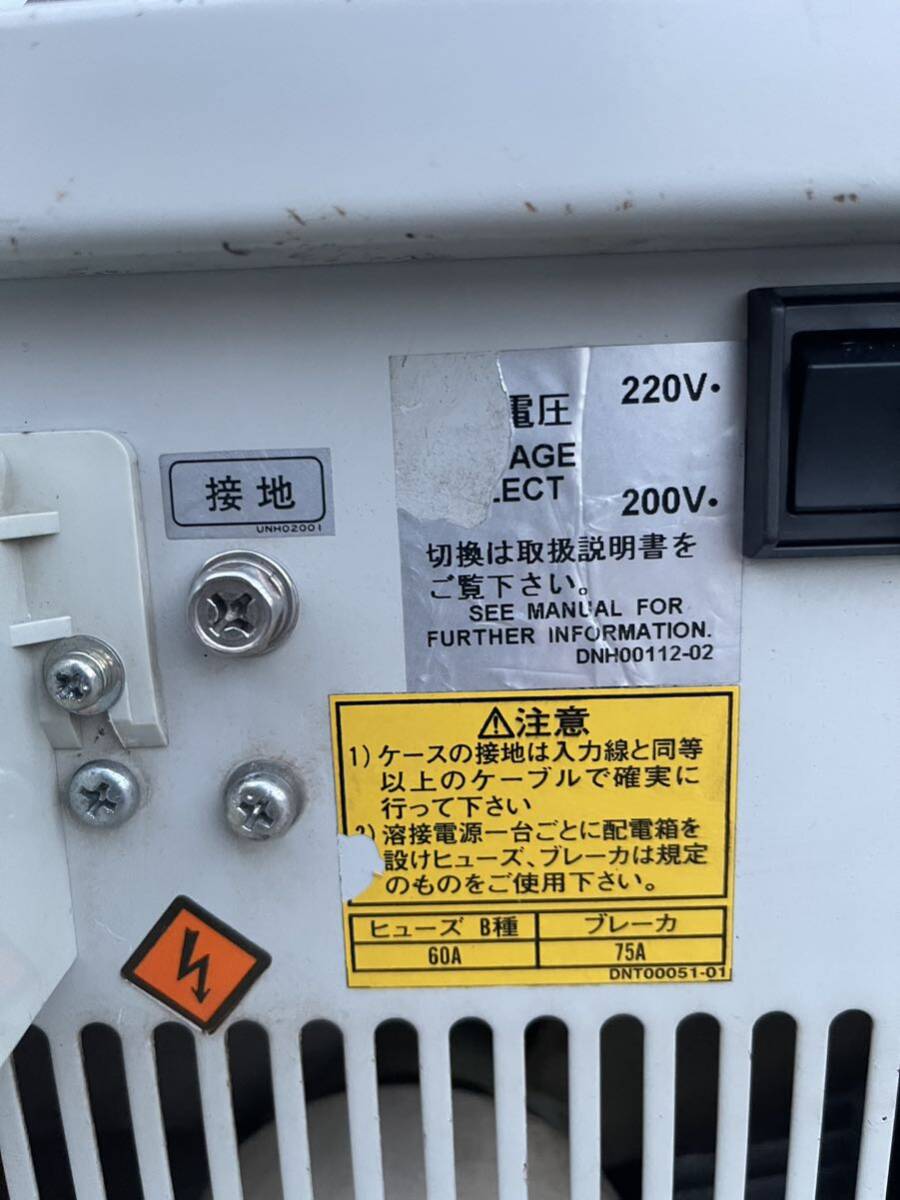 接地
UNH02001
電圧
220V
AGE
LECT
200V
切換は取扱説明書を
ご覧下さい。
SEE MANUAL FOR
FURTHER INFORMATION.
DNH00112-02
⚠注意
1) ケースの接地は入力線と同等
以上のケーブルで確実に
行って下さい
2) 溶接電源一台ごとに配電箱を
設けヒューズ、ブレーカは規定
のものをご使用下さい。
ヒューズ B種 ブレーカ
60A 75A
DNT00051-01